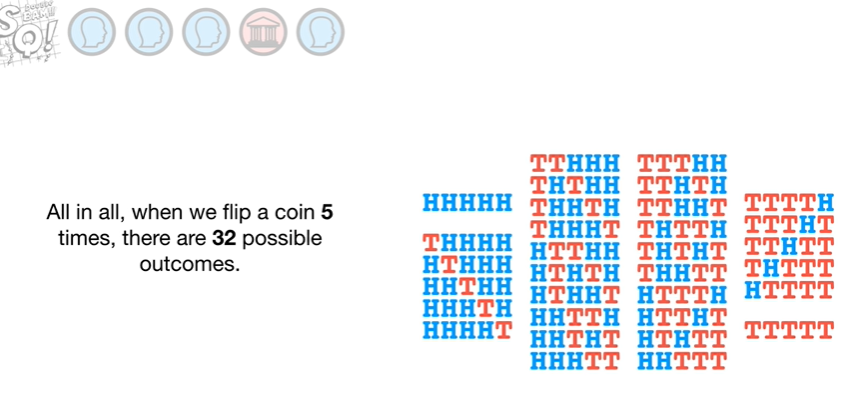 All in all, when we flip a coin 5
times, there are 32 possible
outcomes.
HHHHH
THHHH
HTHHH
HHTHH
HHHTH
HHHHT
TTHHH
THTHH
THHTH
THHHT
HTTHH
HTHTH
HTHHT
HHTTH
HHTHT
HHHTT
TTTHH
TTHTH
TTHHT
THTTH
THTHT
THHTT
HTTTH
HTTHT
HTHTT
HHTTT
TTTTH
TTTHT
TTHTT
THTTT
HTTTT
TTTTT